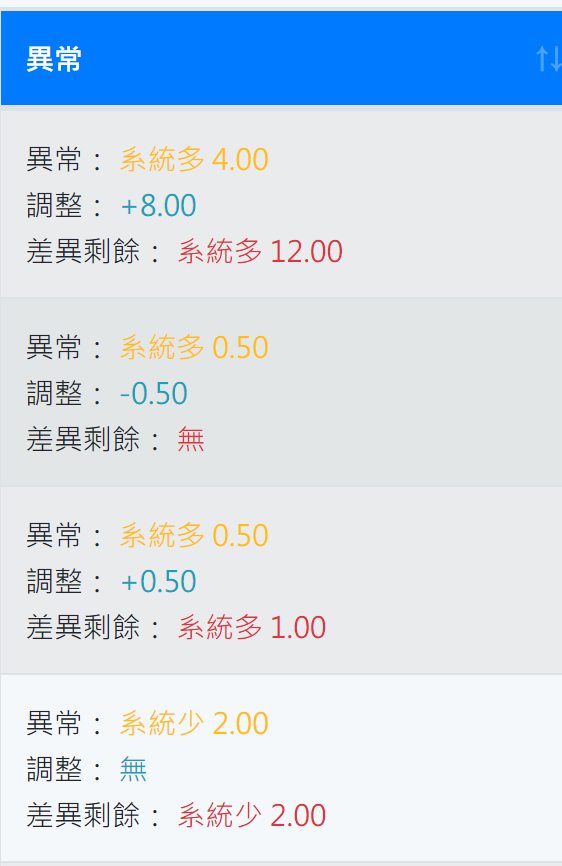 異常
異常： 系統多 4.00
調整： +8.00
差異剩餘： 系統多 12.00
異常： 系統多 0.50
調整： -0.50
差異剩餘： 無
異常： 系統多 0.50
調整： +0.50
差異剩餘： 系統多 1.00
異常： 系統少 2.00
調整： 無
差異剩餘： 系統少 2.00